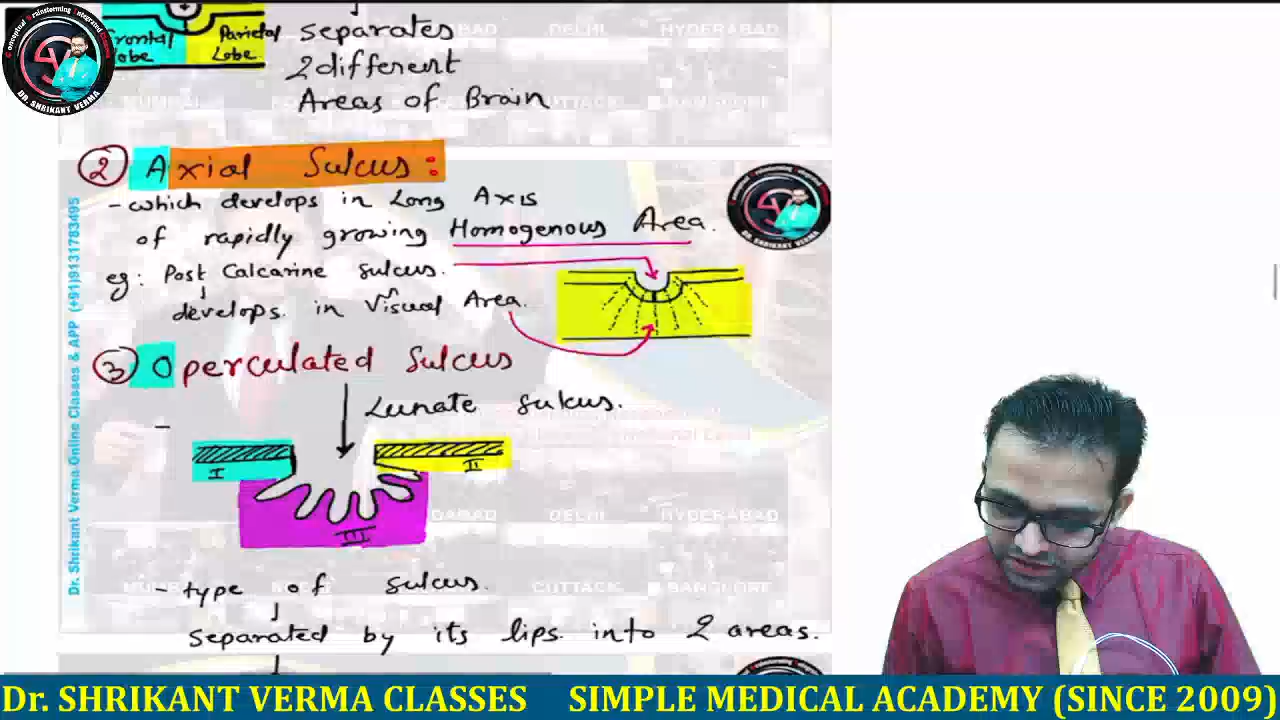 Frontal Lobe
Parietal Lobe
separates
2 different
Areas of Brain
② Axial Sulcus:
- which develops in Long Axis
of rapidly growing Homogenous Area.
eg: Post Calcarine Sulcus.
develops in Visual Area.
③ Operculated Sulcus
Lunate Sulcus.
I
II
III
- type of sulcus.
Separated by its lips into 2 areas.
Dr. Shrikant Verma Online Classes & APP (+91)9131783495
DR. SHRIKANT VERMA
DELHI
HYDERABAD
CUTTACK
BANGLORE
Dr. SHRIKANT VERMA CLASSES SIMPLE MEDICAL ACADEMY (SINCE 2009)